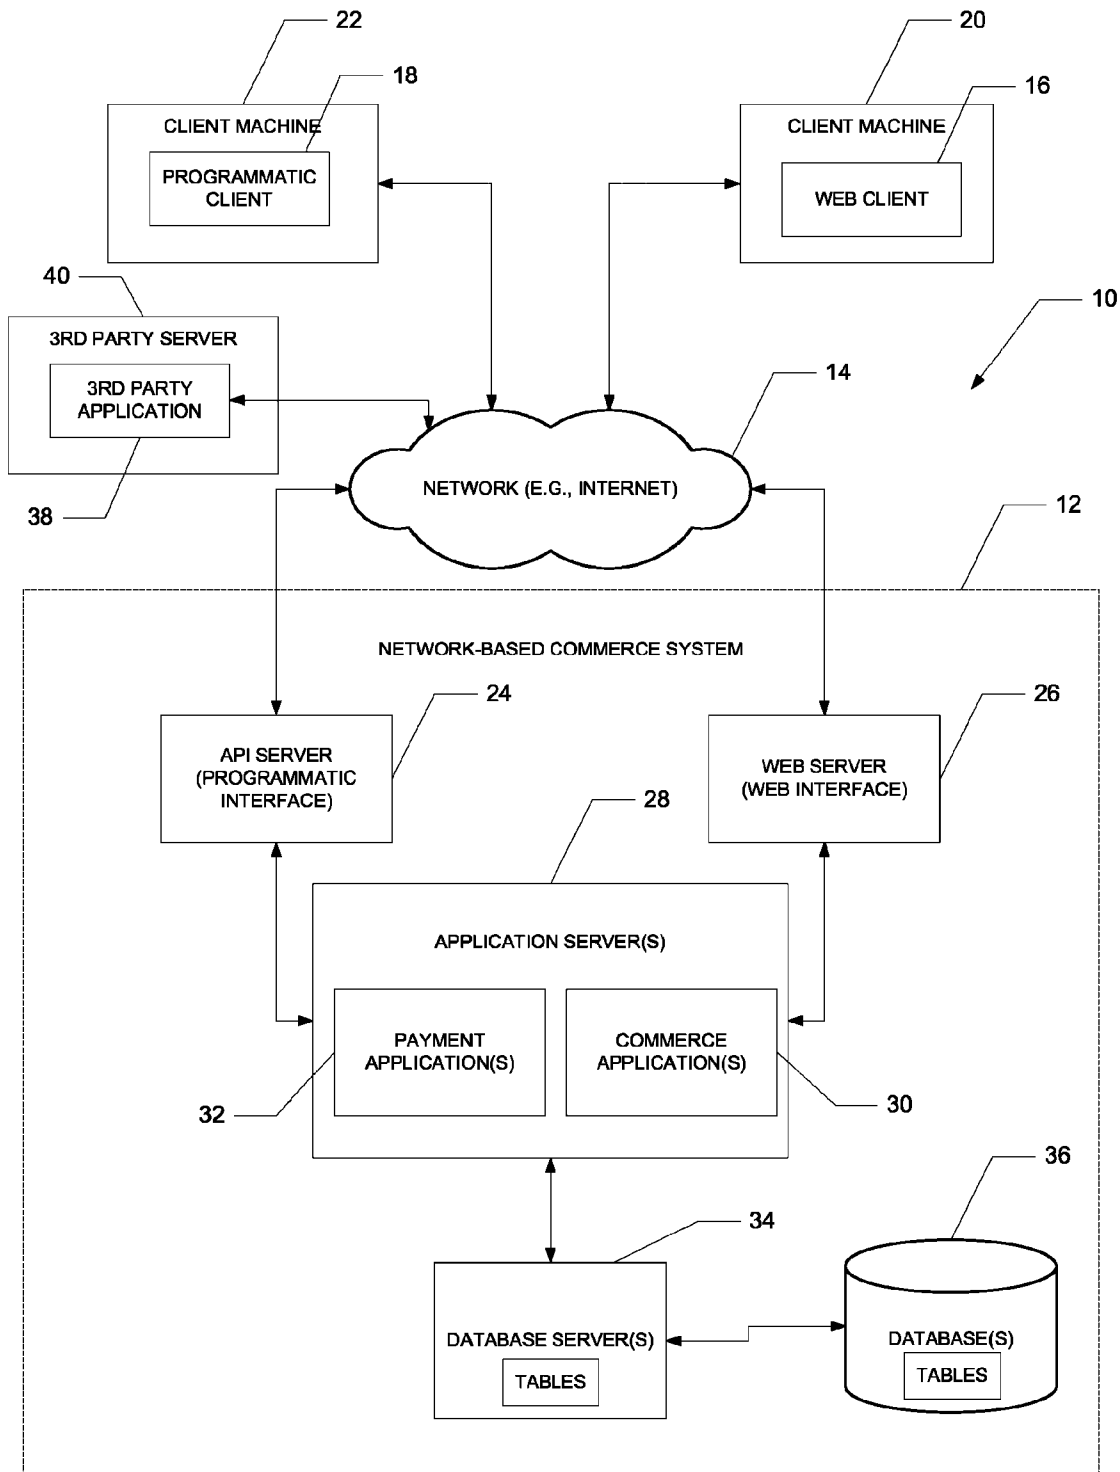 22
20
18
16
CLIENT MACHINE
PROGRAMMATIC
CLIENT
CLIENT MACHINE
WEB CLIENT
40
10
3RD PARTY SERVER
3RD PARTY
APPLICATION
14
38
NETWORK (E.G., INTERNET)
12
NETWORK-BASED COMMERCE SYSTEM
24
26
API SERVER
(PROGRAMMATIC
INTERFACE)
WEB SERVER
(WEB INTERFACE)
28
APPLICATION SERVER(S)
PAYMENT
APPLICATION(S)
COMMERCE
APPLICATION(S)
32
30
36
34
DATABASE SERVER(S)
TABLES
DATABASE(S)
TABLES